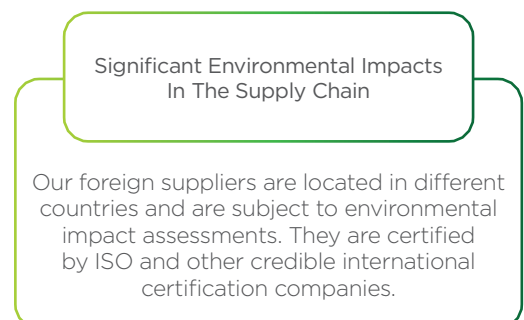 Significant Environmental Impacts
In The Supply Chain
Our foreign suppliers are located in different
countries and are subject to environmental
impact assessments. They are certified
by ISO and other credible international
certification companies.